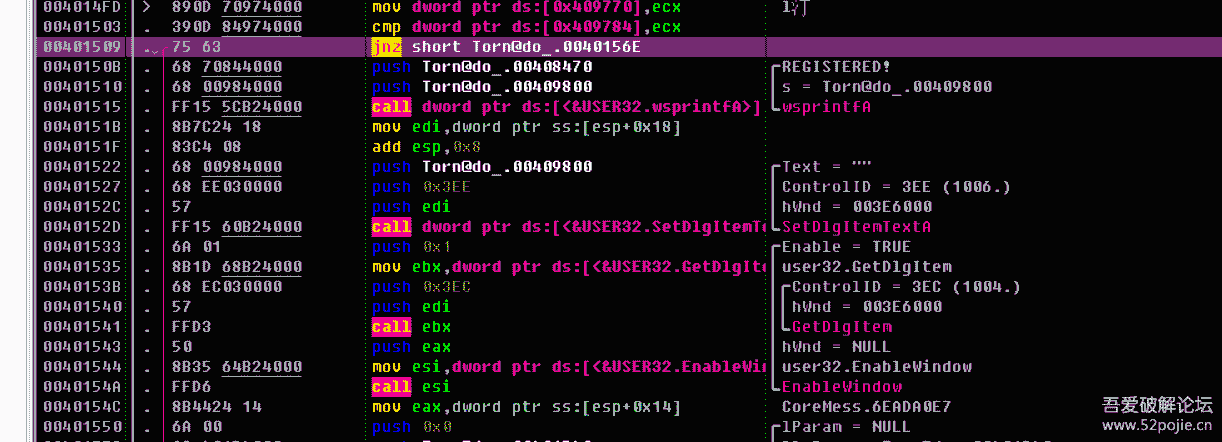 004014FD > 890D 70974000 mov dword ptr ds:[0x409770],ecx
00401503 . 390D 84974000 cmp dword ptr ds:[0x409784],ecx
00401509 . 75 63 jnz short Torn@do_.0040156E
0040150B . 68 70844000 push Torn@do_.00408470 REGISTERED!
00401510 . 68 00984000 push Torn@do_.00409800 s = Torn@do_.00409800
00401515 . FF15 5CB24000 call dword ptr ds:[<&USER32.wsprintfA>] wsprintfA
0040151B . 8B7C24 18 mov edi,dword ptr ss:[esp+0x18]
0040151F . 83C4 08 add esp,0x8
00401522 . 68 00984000 push Torn@do_.00409800 Text = ""
00401527 . 68 EE030000 push 0x3EE ControlID = 3EE (1006.)
0040152C . 57 push edi hWnd = 003E6000
0040152D . FF15 60B24000 call dword ptr ds:[<&USER32.SetDlgItemTe SetDlgItemTextA
00401533 . 6A 01 push 0x1 Enable = TRUE
00401535 . 8B1D 68B24000 mov ebx,dword ptr ds:[<&USER32.GetDlgIte user32.GetDlgItem
0040153B . 68 EC030000 push 0x3EC ControlID = 3EC (1004.)
00401540 . 57 push edi hWnd = 003E6000
00401541 . FFD3 call ebx GetDlgItem
00401543 . 50 push eax hWnd = NULL
00401544 . 8B35 64B24000 mov esi,dword ptr ds:[<&USER32.EnableWin user32.EnableWindow
0040154A . FFD6 call esi EnableWindow
0040154C . 8B4424 14 mov eax,dword ptr ss:[esp+0x14] CoreMess.6EADA0E7
00401550 . 6A 00 push 0x0 lParam = NULL
吾爱破解论坛
www.52pojie.cn